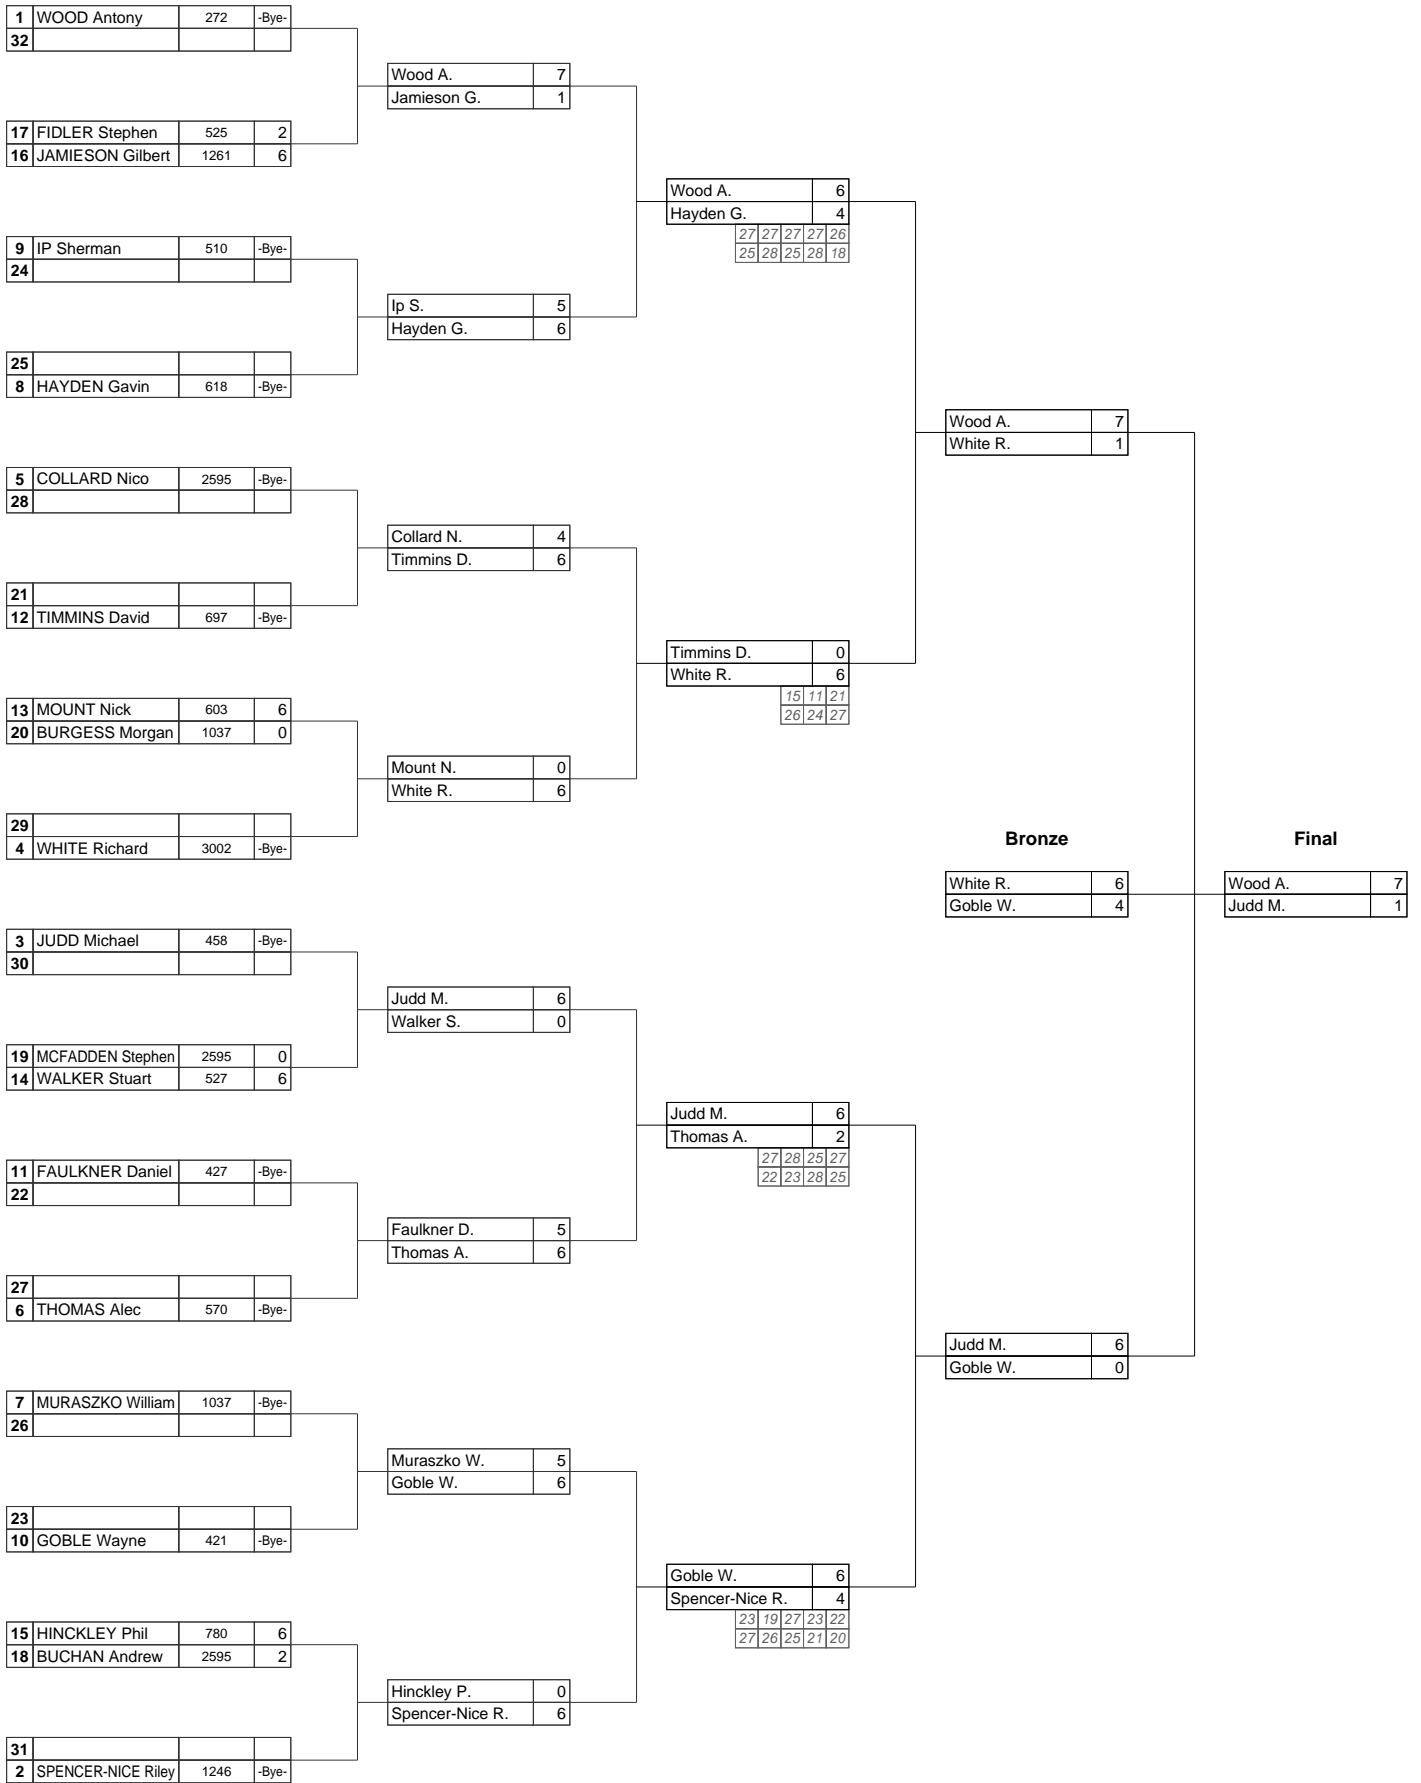 1 WOOD Antony 272 -Bye-
32
Wood A. 7
Jamieson G. 1
17 FIDLER Stephen 525 2
16 JAMIESON Gilbert 1261 6
Wood A. 6
Hayden G. 4
27 27 27 27 26
25 28 25 28 18
9 IP Sherman 510 -Bye-
24
Ip S. 5
Hayden G. 6
25
8 HAYDEN Gavin 618 -Bye-
Wood A. 7
White R. 1
5 COLLARD Nico 2595 -Bye-
28
Collard N. 4
Timmins D. 6
21
12 TIMMINS David 697 -Bye-
Timmins D. 0
White R. 6
15 11 21
26 24 27
13 MOUNT Nick 603 6
20 BURGESS Morgan 1037 0
Mount N. 0
White R. 6
29
4 WHITE Richard 3002 -Bye-
Bronze Final
White R. 6 Wood A. 7
Goble W. 4 Judd M. 1
3 JUDD Michael 458 -Bye-
30
Judd M. 6
Walker S. 0
19 MCFADDEN Stephen 2595 0
14 WALKER Stuart 527 6
Judd M. 6
Thomas A. 2
27 28 25 27
22 23 28 25
11 FAULKNER Daniel 427 -Bye-
22
Faulkner D. 5
Thomas A. 6
27
6 THOMAS Alec 570 -Bye-
Judd M. 6
Goble W. 0
7 MURASZKO William 1037 -Bye-
26
Muraszko W. 5
Goble W. 6
23
10 GOBLE Wayne 421 -Bye-
Goble W. 6
Spencer-Nice R. 4
23 19 27 23 22
27 26 25 21 20
15 HINCKLEY Phil 780 6
18 BUCHAN Andrew 2595 2
Hinckley P. 0
Spencer-Nice R. 6
31
2 SPENCER-NICE Riley 1246 -Bye-